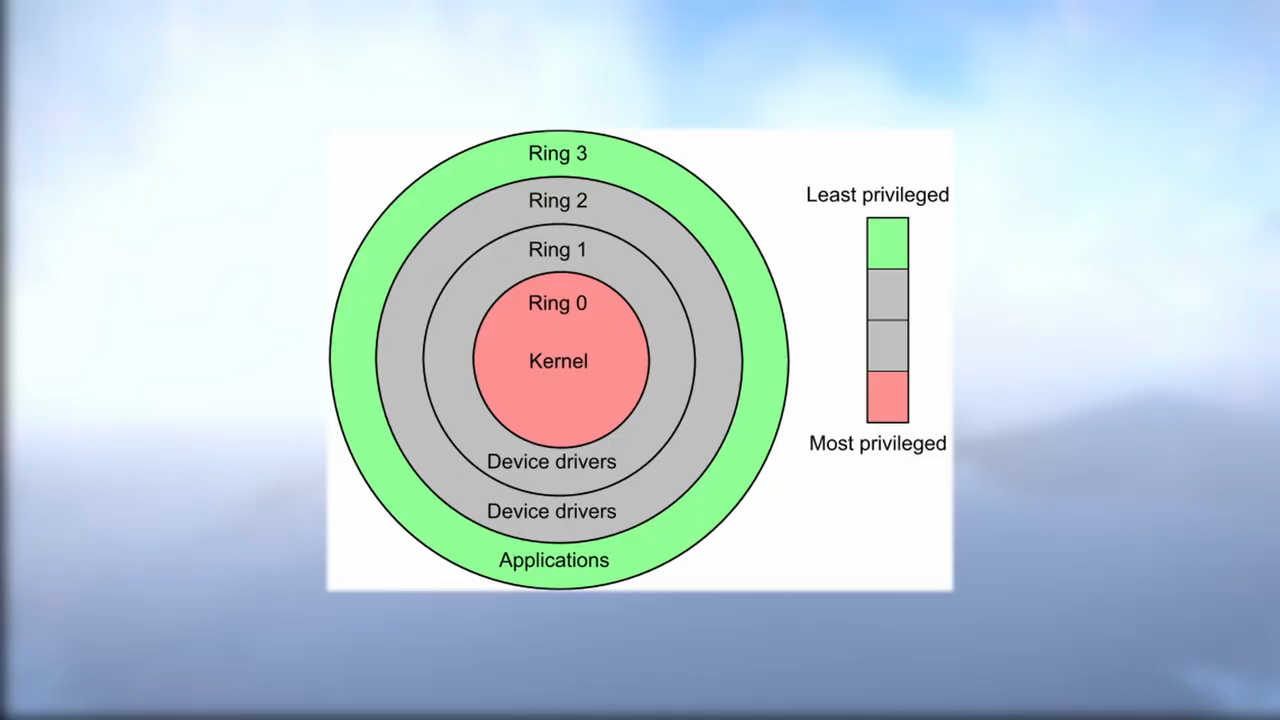 Ring 3
Ring 2
Ring 1
Ring 0
Kernel
Device drivers
Device drivers
Applications
Least privileged
Most privileged